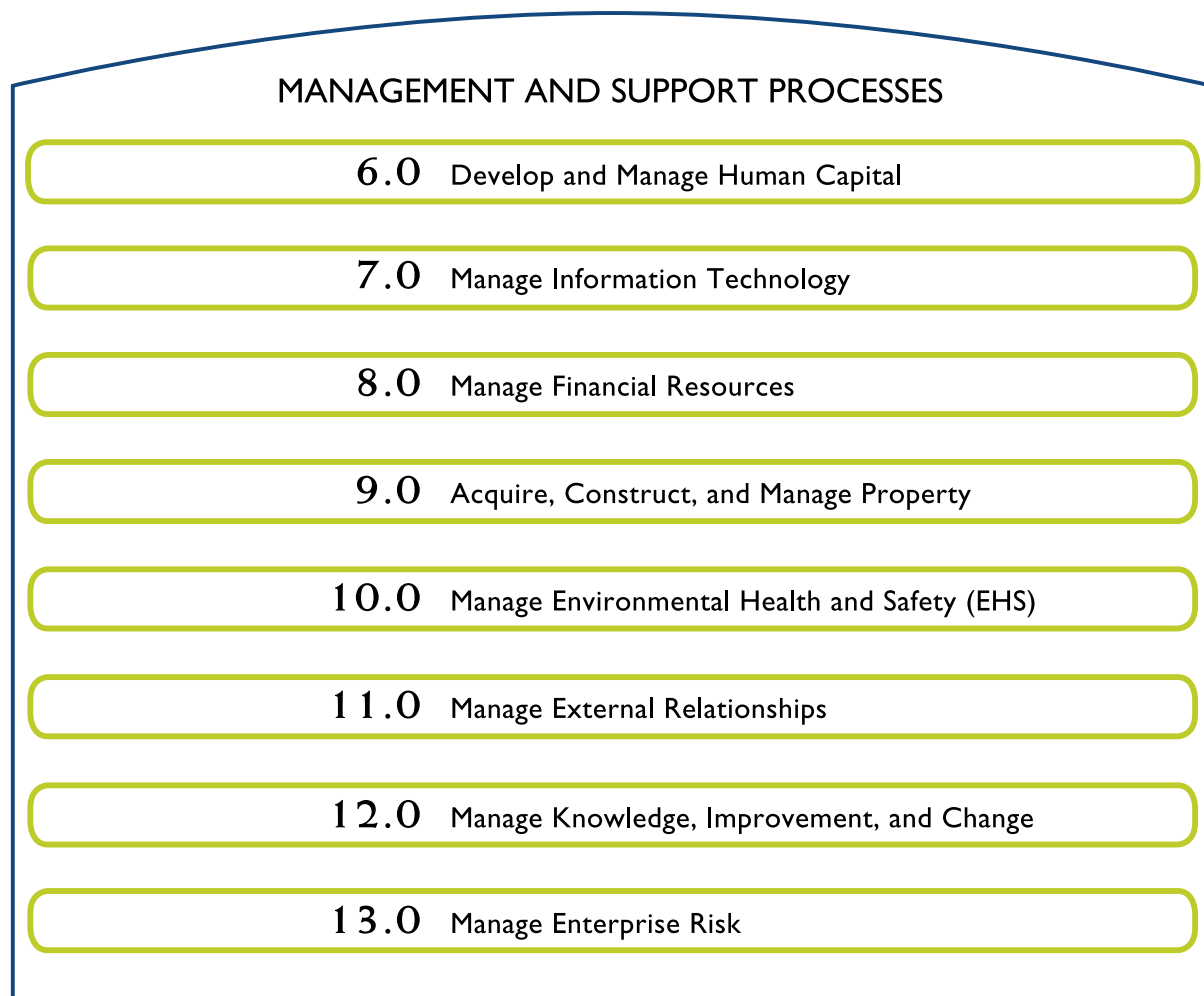 MANAGEMENT AND SUPPORT PROCESSES
6.0 Develop and Manage Human Capital
7.0 Manage Information Technology
8.0 Manage Financial Resources
9.0 Acquire, Construct, and Manage Property
10.0 Manage Environmental Health and Safety (EHS)
11.0 Manage External Relationships
12.0 Manage Knowledge, Improvement, and Change
13.0 Manage Enterprise Risk